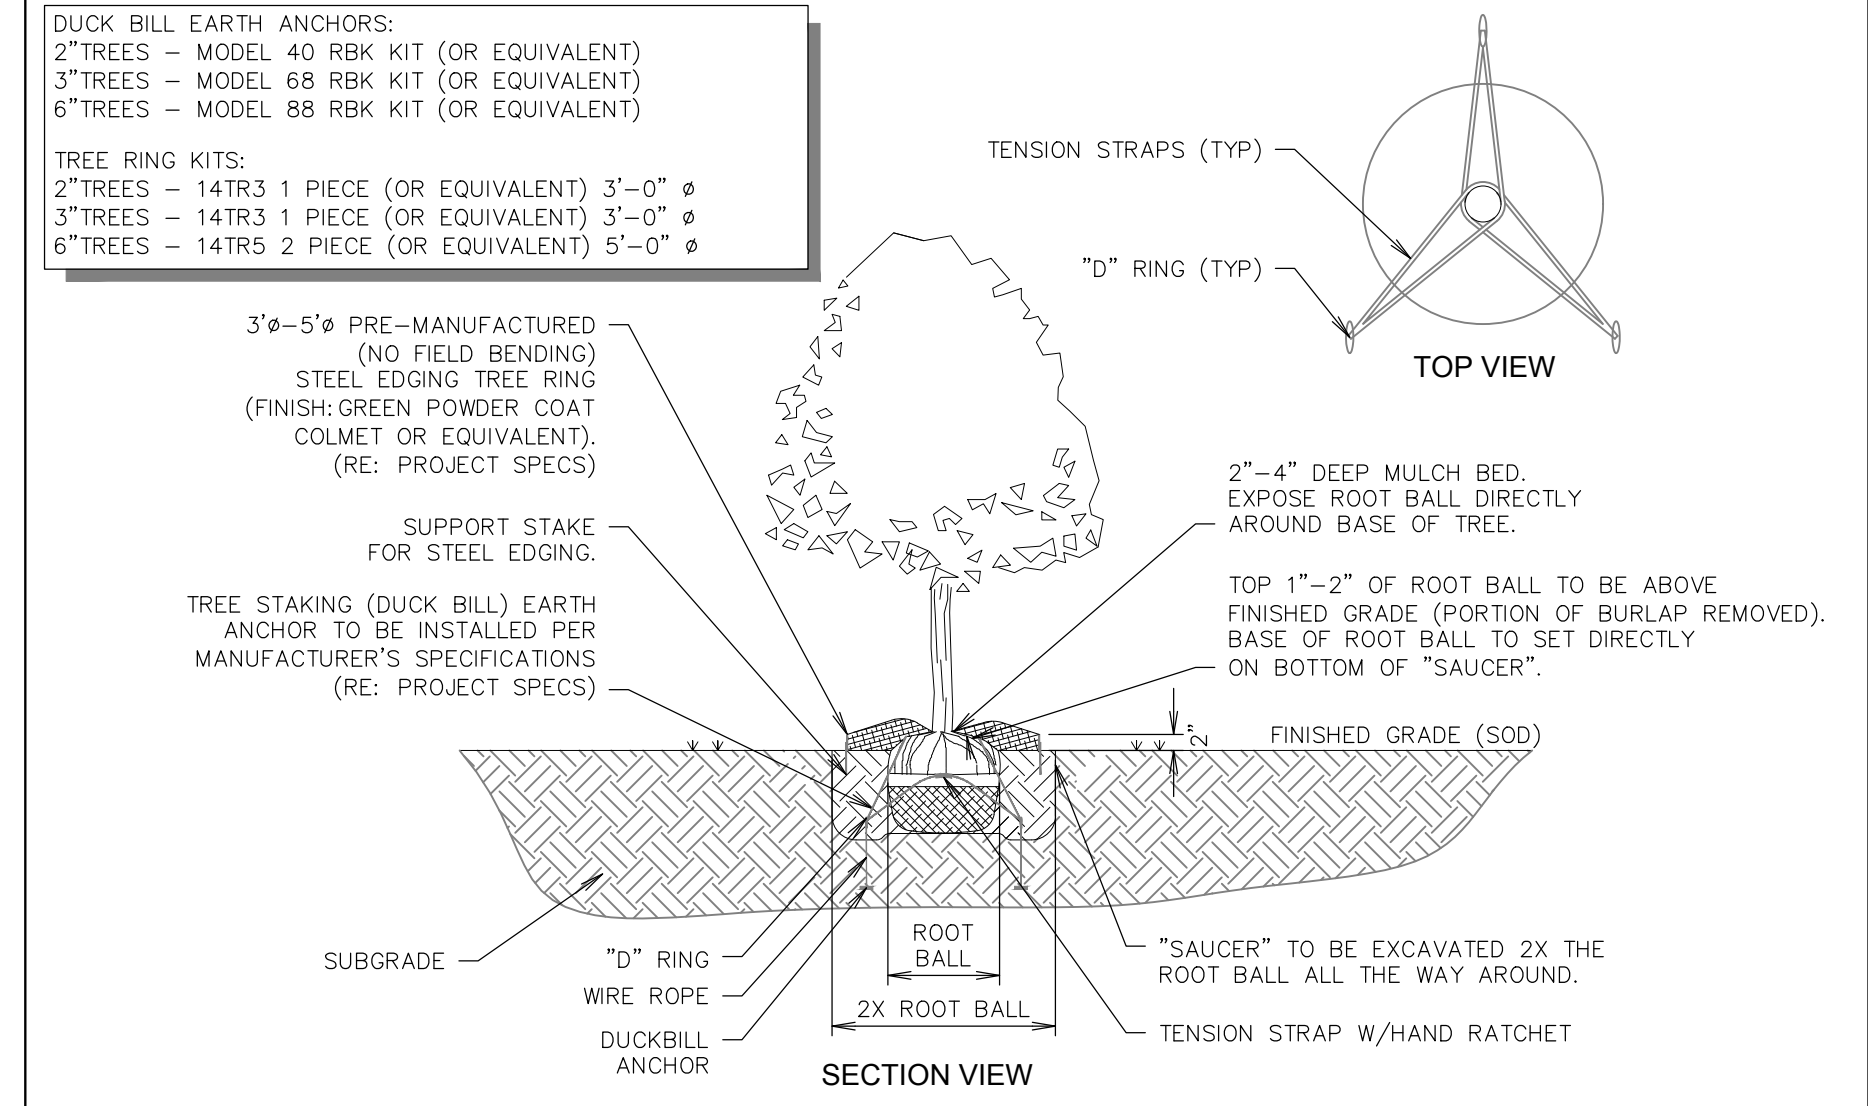 DUCK BILL EARTH ANCHORS:
2”TREES – MODEL 40 RBK KIT (OR EQUIVALENT)
3”TREES – MODEL 68 RBK KIT (OR EQUIVALENT)
6”TREES – MODEL 88 RBK KIT (OR EQUIVALENT)
TREE RING KITS:
2”TREES – 14TR3 1 PIECE (OR EQUIVALENT) 3’–0” ø
3”TREES – 14TR3 1 PIECE (OR EQUIVALENT) 3’–0” ø
6”TREES – 14TR5 2 PIECE (OR EQUIVALENT) 5’–0” ø
TENSION STRAPS (TYP)
”D” RING (TYP)
TOP VIEW
3’ø–5’ø PRE–MANUFACTURED
(NO FIELD BENDING)
STEEL EDGING TREE RING
(FINISH: GREEN POWDER COAT
COLMET OR EQUIVALENT).
(RE: PROJECT SPECS)
SUPPORT STAKE
FOR STEEL EDGING.
TREE STAKING (DUCK BILL) EARTH
ANCHOR TO BE INSTALLED PER
MANUFACTURER’S SPECIFICATIONS
(RE: PROJECT SPECS)
2”–4” DEEP MULCH BED.
EXPOSE ROOT BALL DIRECTLY
AROUND BASE OF TREE.
TOP 1”–2” OF ROOT BALL TO BE ABOVE
FINISHED GRADE (PORTION OF BURLAP REMOVED).
BASE OF ROOT BALL TO SET DIRECTLY
ON BOTTOM OF ”SAUCER”.
2”
FINISHED GRADE (SOD)
SUBGRADE
”D” RING
WIRE ROPE
DUCKBILL
ANCHOR
ROOT
BALL
2X ROOT BALL
”SAUCER” TO BE EXCAVATED 2X THE
ROOT BALL ALL THE WAY AROUND.
TENSION STRAP W/HAND RATCHET
SECTION VIEW